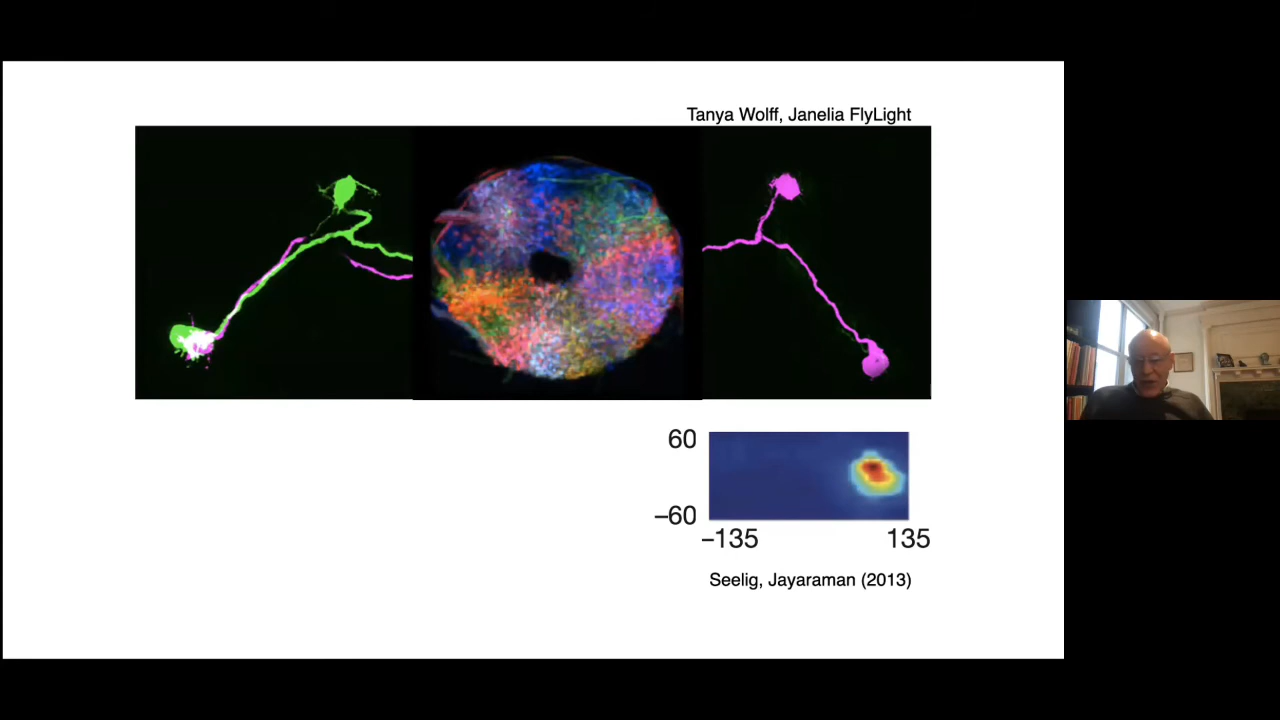 Tanya Wolff, Janelia FlyLight
60
–60
–135 135
Seelig, Jayaraman (2013)